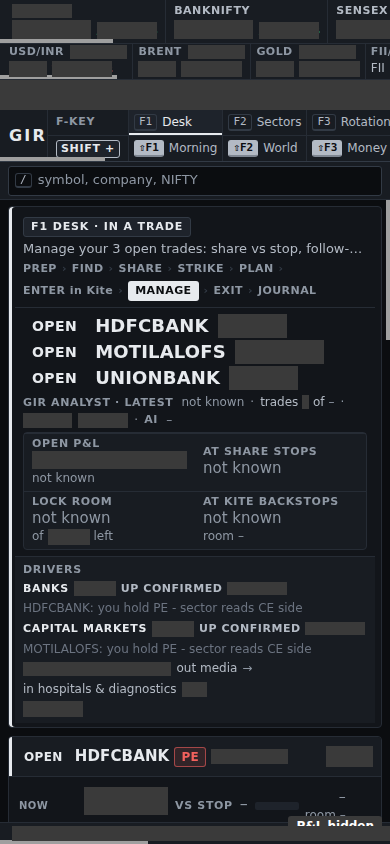 BANKNIFTY
SENSEX
USD/INR
BRENT
GOLD
FII/
FII
GIR
F-KEY
F1 Desk
F2 Sectors
F3 Rotation
SHIFT +
⇧F1 Morning
⇧F2 World
⇧F3 Money
/ symbol, company, NIFTY
F1 DESK · IN A TRADE
Manage your 3 open trades: share vs stop, follow-…
PREP › FIND › SHARE › STRIKE › PLAN ›
ENTER in Kite › MANAGE › EXIT › JOURNAL
OPEN HDFCBANK
OPEN MOTILALOFS
OPEN UNIONBANK
GIR ANALYST · LATEST not known · trades of – ·
· AI –
OPEN P&L
not known
AT SHARE STOPS
not known
LOCK ROOM
not known
of left
AT KITE BACKSTOPS
not known
room –
DRIVERS
BANKS UP CONFIRMED
HDFCBANK: you hold PE - sector reads CE side
CAPITAL MARKETS UP CONFIRMED
MOTILALOFS: you hold PE - sector reads CE side
out media →
in hospitals & diagnostics
OPEN HDFCBANK PE
NOW
VS STOP –
–
room –
P&L hidden